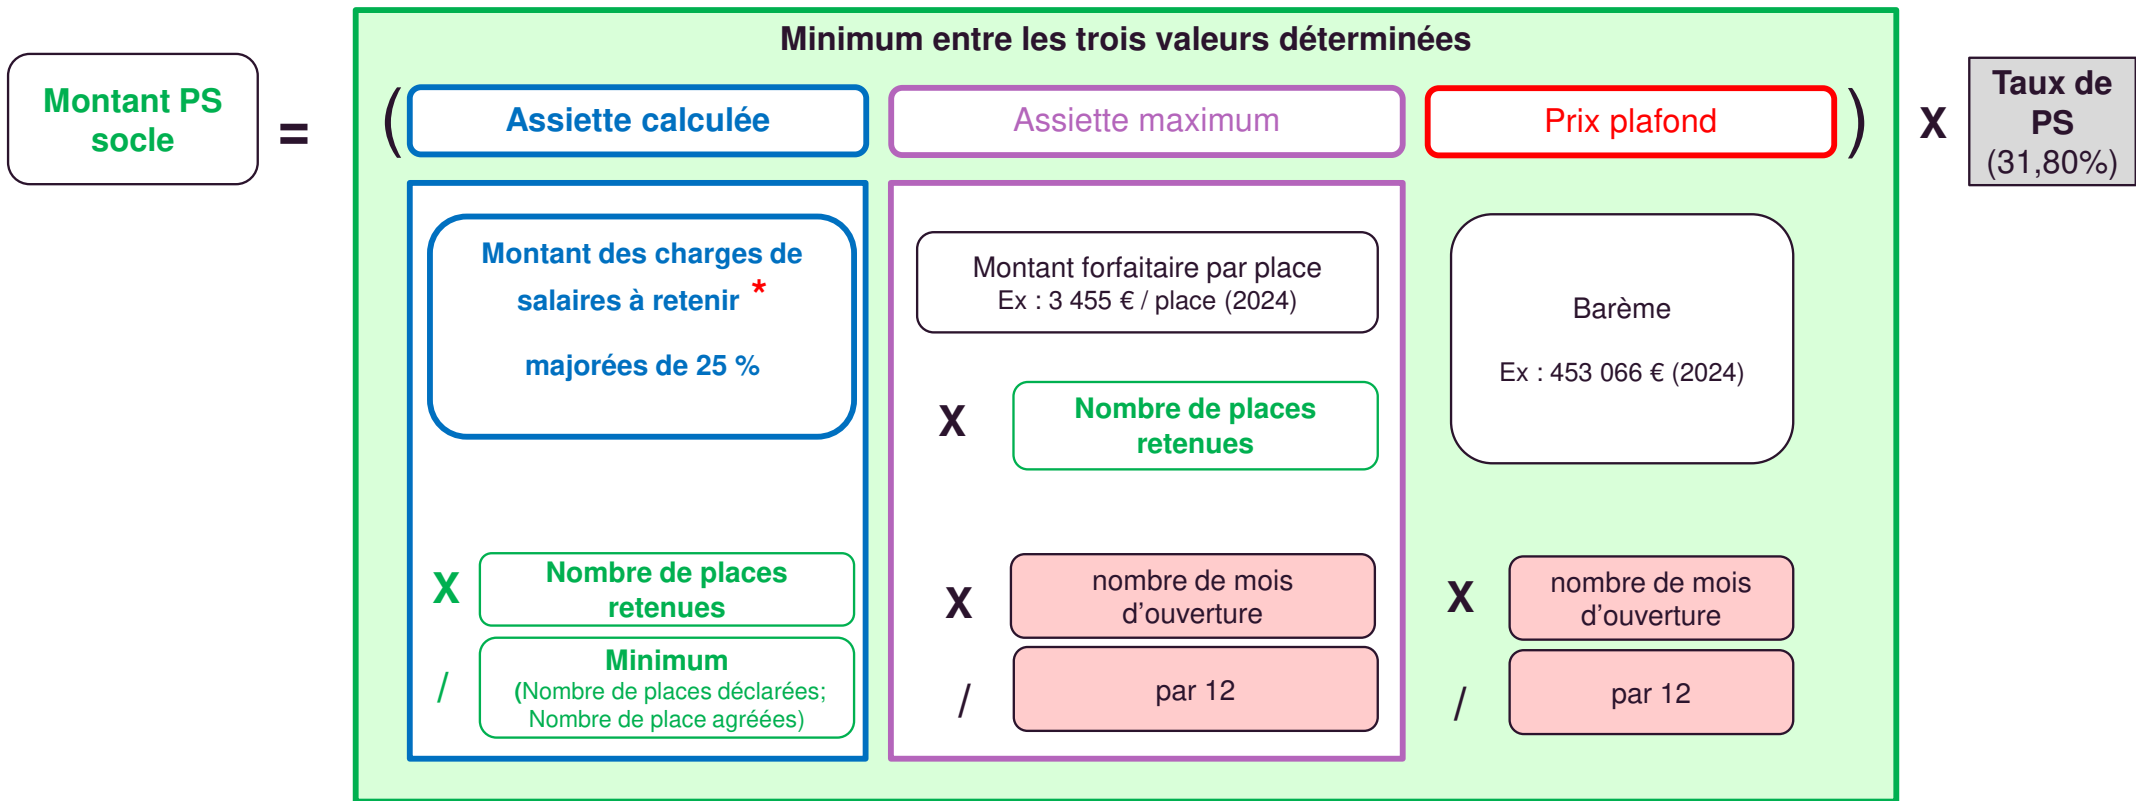 Minimum entre les trois valeurs déterminées
Montant PS
socle
=
(
Assiette calculée
Assiette maximum
Prix plafond
)
X
Taux de
PS
(31,80%)
Montant des charges de
salaires à retenir *
majorées de 25 %
X
Nombre de places
retenues
/
Minimum
(Nombre de places déclarées;
Nombre de place agréées)
Montant forfaitaire par place
Ex : 3 455 € / place (2024)
X
Nombre de places
retenues
X
nombre de mois
d’ouverture
/
par 12
Barème
Ex : 453 066 € (2024)
X
nombre de mois
d’ouverture
/
par 12